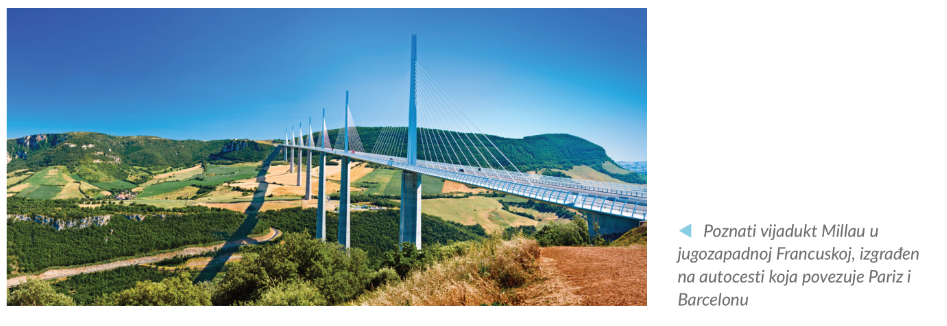 Poznati vijadukt Millau u
jugozapadnoj Francuskoj, izgrađen
na autocesti koja povezuje Pariz i
Barcelonu